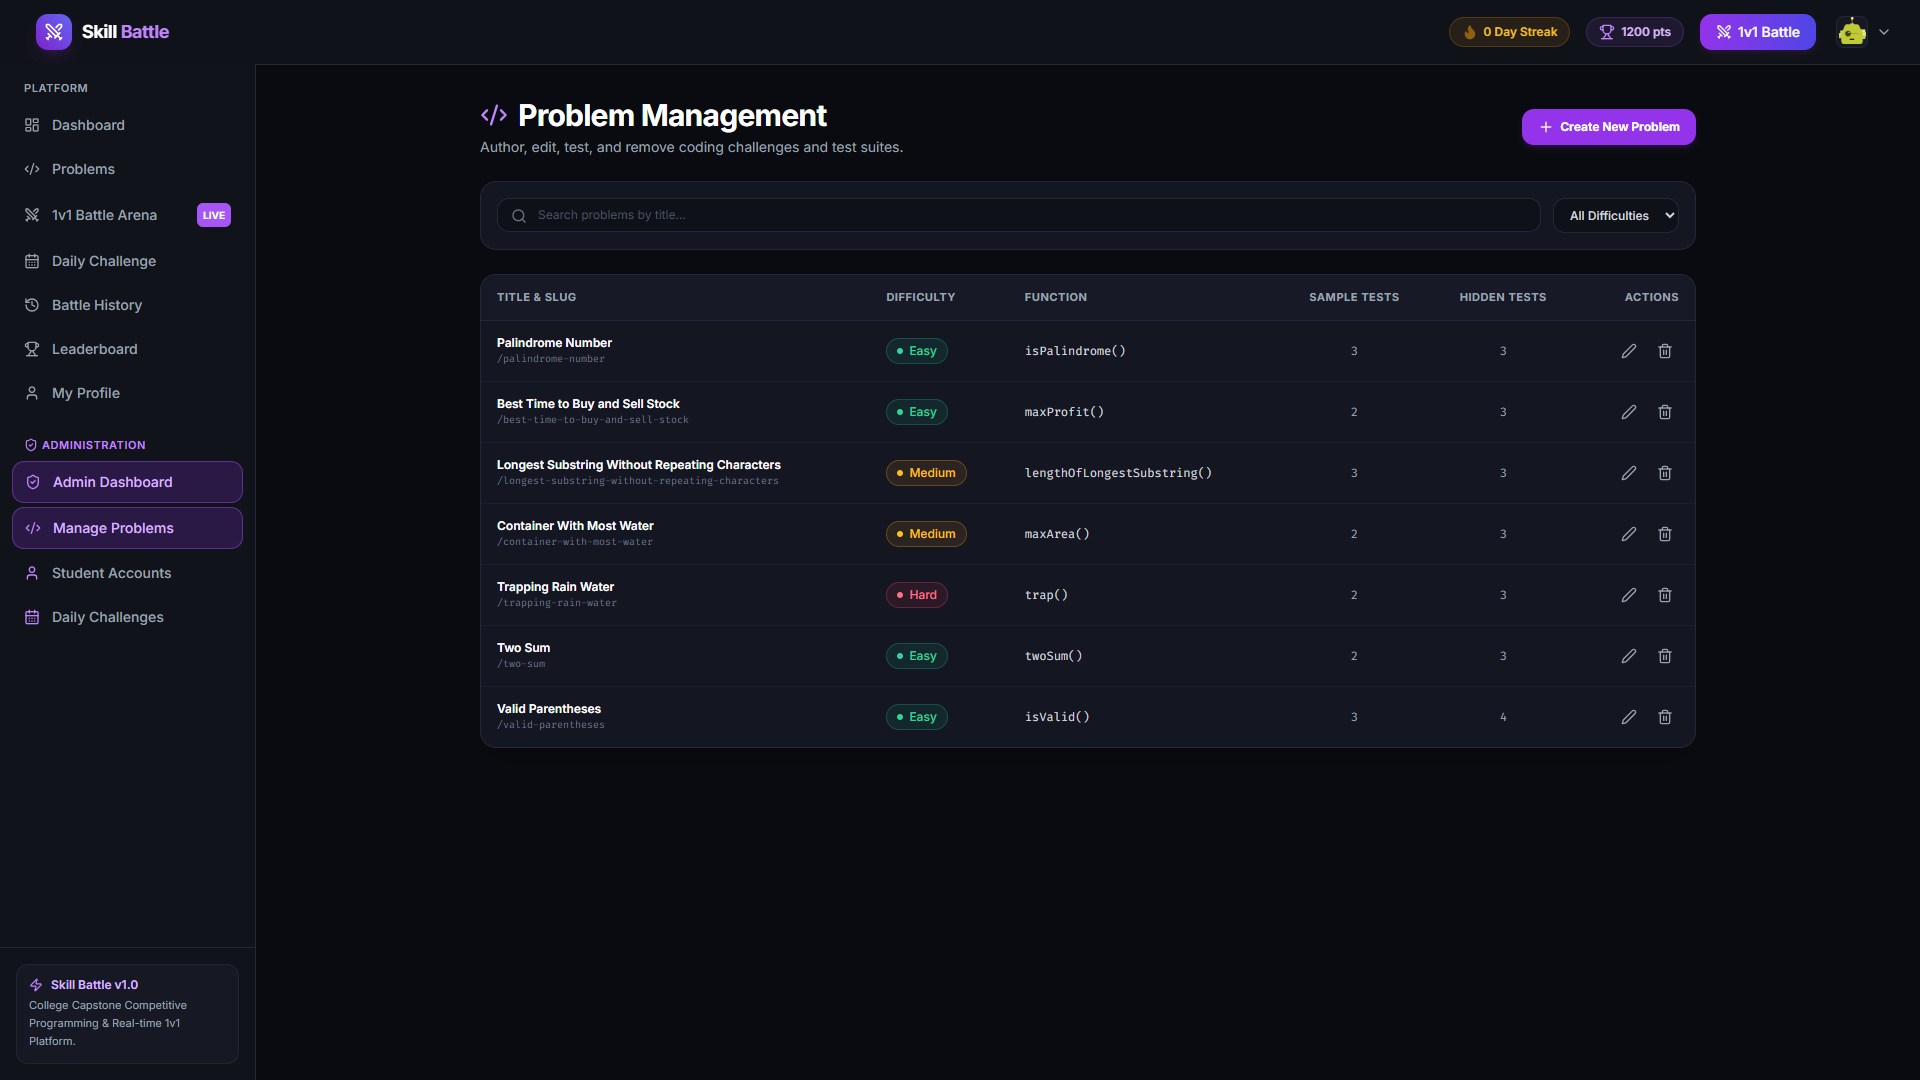 Skill Battle
0 Day Streak
1200 pts
1v1 Battle
PLATFORM
Dashboard
Problems
1v1 Battle Arena
LIVE
Daily Challenge
Battle History
Leaderboard
My Profile
ADMINISTRATION
Admin Dashboard
Manage Problems
Student Accounts
Daily Challenges
Skill Battle v1.0
College Capstone Competitive
Programming & Real-time 1v1
Platform.
Problem Management
Author, edit, test, and remove coding challenges and test suites.
Create New Problem
Search problems by title...
All Difficulties
TITLE & SLUG DIFFICULTY FUNCTION SAMPLE TESTS HIDDEN TESTS ACTIONS
Palindrome Number
/palindrome-number
Easy isPalindrome() 3 3
Best Time to Buy and Sell Stock
/best-time-to-buy-and-sell-stock
Easy maxProfit() 2 3
Longest Substring Without Repeating Characters
/longest-substring-without-repeating-characters
Medium lengthOfLongestSubstring() 3 3
Container With Most Water
/container-with-most-water
Medium maxArea() 2 3
Trapping Rain Water
/trapping-rain-water
Hard trap() 2 3
Two Sum
/two-sum
Easy twoSum() 2 3
Valid Parentheses
/valid-parentheses
Easy isValid() 3 4